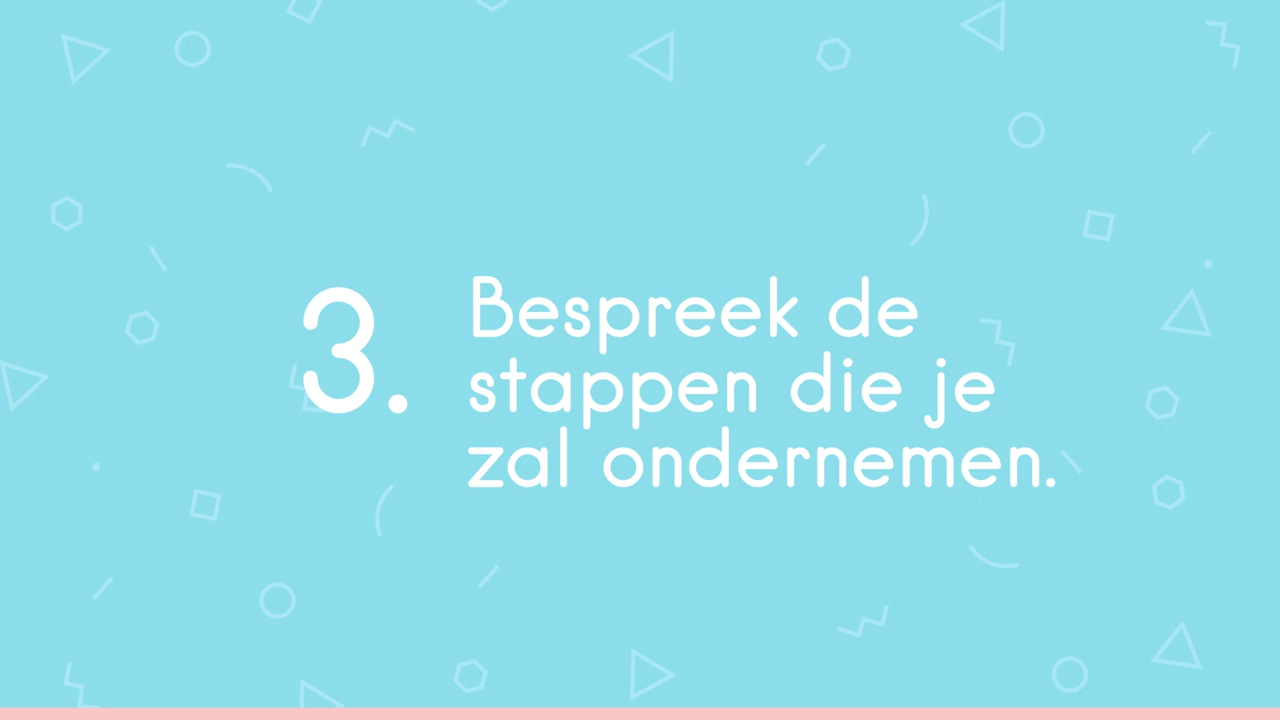 3. Bespreek de
stappen die je
zal ondernemen.